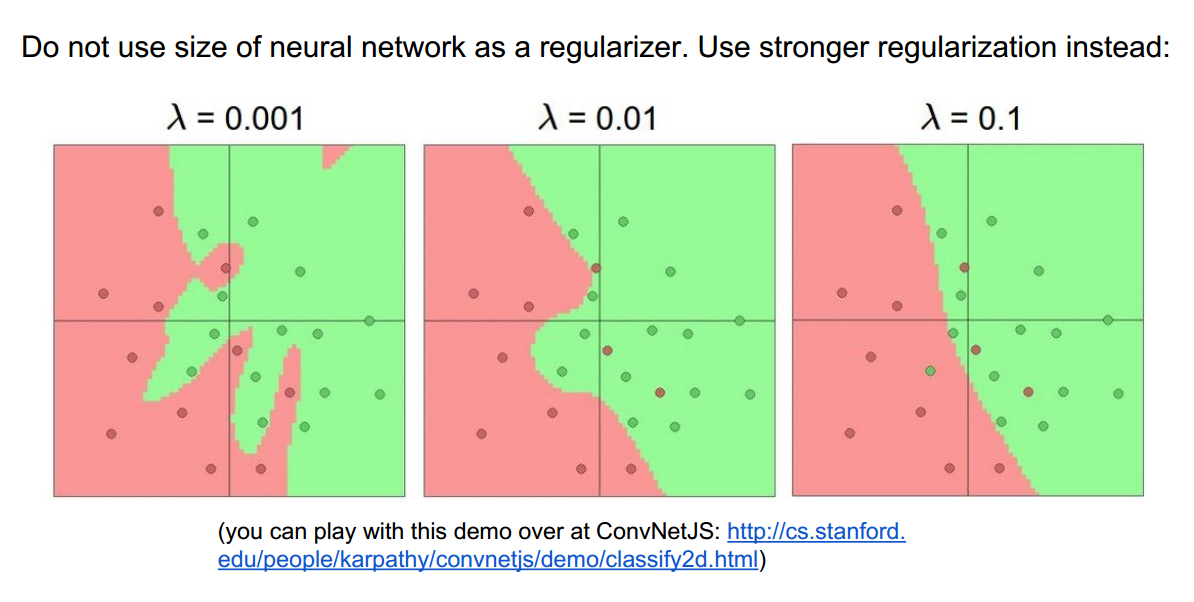 Do not use size of neural network as a regularizer. Use stronger regularization instead:
λ = 0.001
λ = 0.01
λ = 0.1
(you can play with this demo over at ConvNetJS: http://cs.stanford.
edu/people/karpathy/convnetjs/demo/classify2d.html)